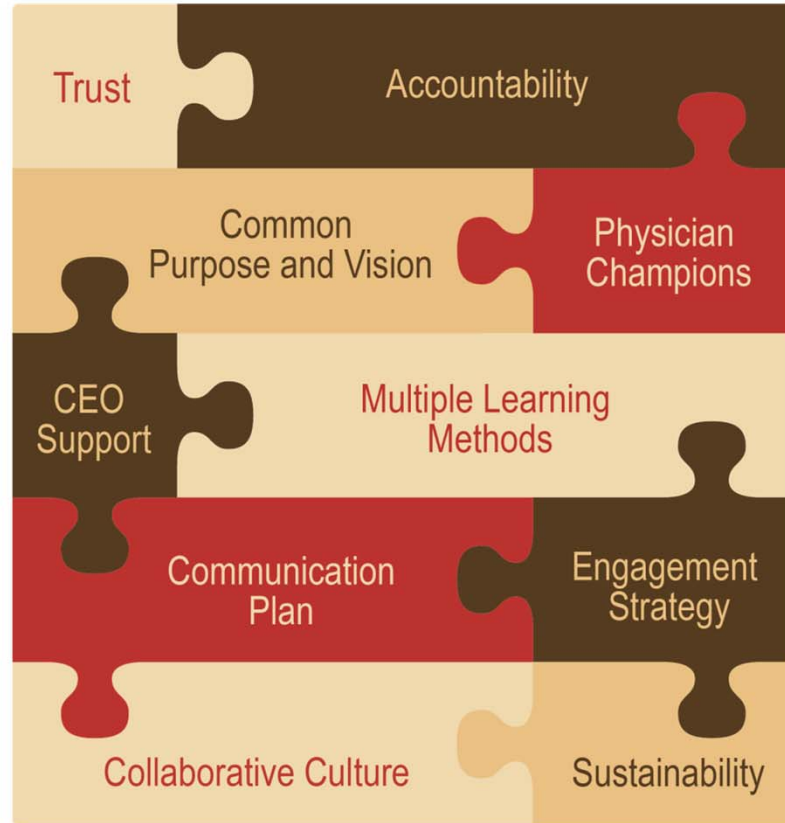 Trust
Accountability
Common
Purpose and Vision
Physician
Champions
CEO
Support
Multiple Learning
Methods
Communication
Plan
Engagement
Strategy
Collaborative Culture
Sustainability